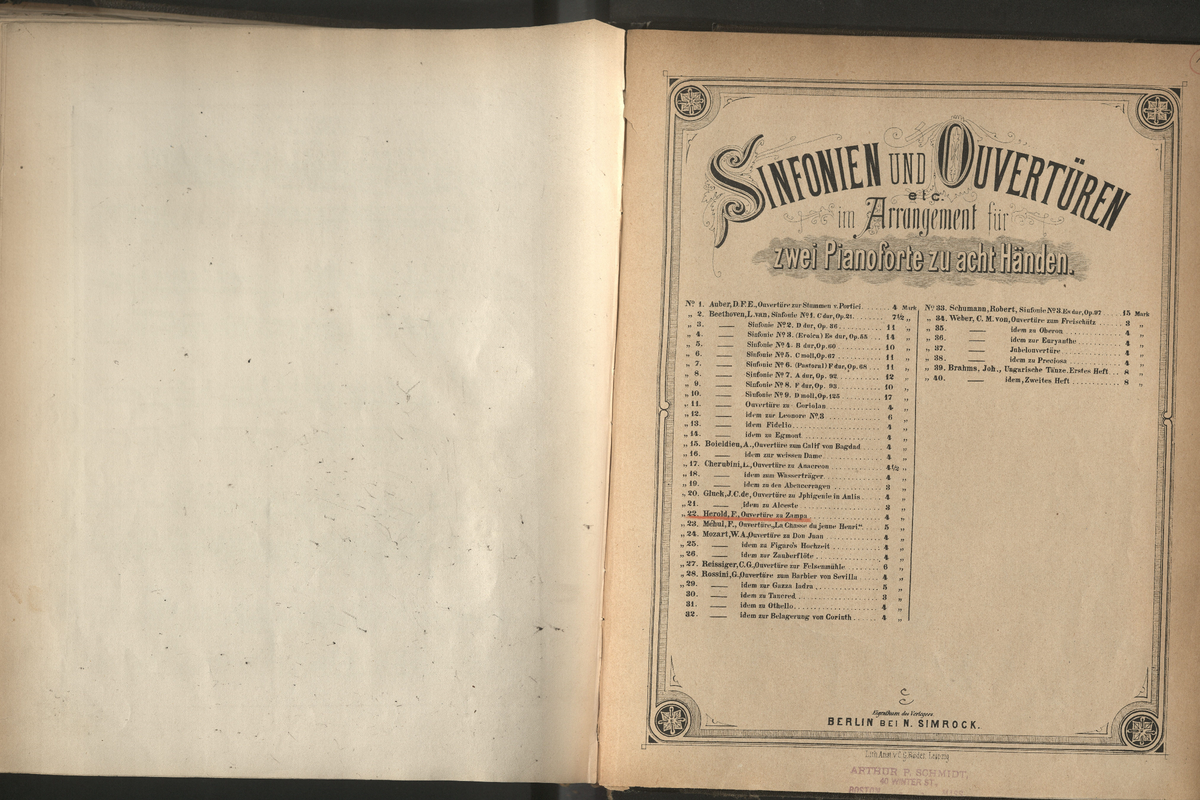 SINFONIEN UND OUVERTÜREN
etc.
im Arrangement für
zwei Pianoforte zu acht Händen.
No 1. Auber, D.F.E., Ouvertüre zur Stummen v. Portici 4 Mark
„ 2. Beethoven, L. van, Sinfonie No 1. C dur, Op. 21. 7½ „
„ 3. —— Sinfonie No 2. D dur, Op. 36. 11 „
„ 4. —— Sinfonie No 3. (Eroica) Es dur, Op. 55 14 „
„ 5. —— Sinfonie No 4. B dur, Op. 60 10 „
„ 6. —— Sinfonie No 5. C moll, Op. 67 11 „
„ 7. —— Sinfonie No 6. (Pastoral) F dur, Op. 68 11 „
„ 8. —— Sinfonie No 7. A dur, Op. 92 12 „
„ 9. —— Sinfonie No 8. F dur, Op. 93 10 „
„ 10. —— Sinfonie No 9. D moll, Op. 125 17 „
„ 11. —— Ouvertüre zu Coriolan 4 „
„ 12. —— idem zur Leonore No 3 6 „
„ 13. —— idem Fidelio 4 „
„ 14. —— idem zu Egmont 4 „
„ 15. Boieldieu, A., Ouvertüre zum Calif von Bagdad 4 „
„ 16. —— idem zur weissen Dame 4 „
„ 17. Cherubini, L., Ouvertüre zu Anacreon 4½ „
„ 18. —— idem zum Wasserträger 4 „
„ 19. —— idem zu den Abencerragen 3 „
„ 20. Gluck, J.C. de, Ouvertüre zu Jphigenie in Aulis 4 „
„ 21. —— idem zu Alceste 3 „
„ 22. Herold, F., Ouvertüre zu Zampa 4 „
„ 23. Méhul, F., Ouvertüre „La Chasse du jeune Henri“ 5 „
„ 24. Mozart, W.A., Ouvertüre zu Don Juan 4 „
„ 25. —— idem zu Figaro's Hochzeit 4 „
„ 26. —— idem zur Zauberflöte 4 „
„ 27. Reissiger, C.G., Ouvertüre zur Felsenmühle 6 „
„ 28. Rossini, G., Ouvertüre zum Barbier von Sevilla 4 „
„ 29. —— idem zur Gazza ladra 5 „
30. —— idem zu Tancred 3 „
31. —— idem zu Othello 4 „
32. —— idem zur Belagerung von Corinth 4 „
No 33. Schumann, Robert, Sinfonie No 3. Es dur, Op. 97 15 Mark
„ 34. Weber, C. M. von, Ouvertüre zum Freischütz 3 „
„ 35. —— idem zu Oberon 4 „
„ 36. —— idem zur Euryanthe 4 „
„ 37. —— Jubelouvertüre 4 „
„ 38. —— idem zu Preciosa 4 „
„ 39. Brahms, Joh., Ungarische Tänze. Erstes Heft 8 „
„ 40. —— idem, Zweites Heft 8 „
Eigenthum des Verlegers
BERLIN BEI N. SIMROCK.
Lith. Anst. v. C. G. Röder, Leipzig
ARTHUR P. SCHMIDT,
40 WINTER ST.,
BOSTON MASS.